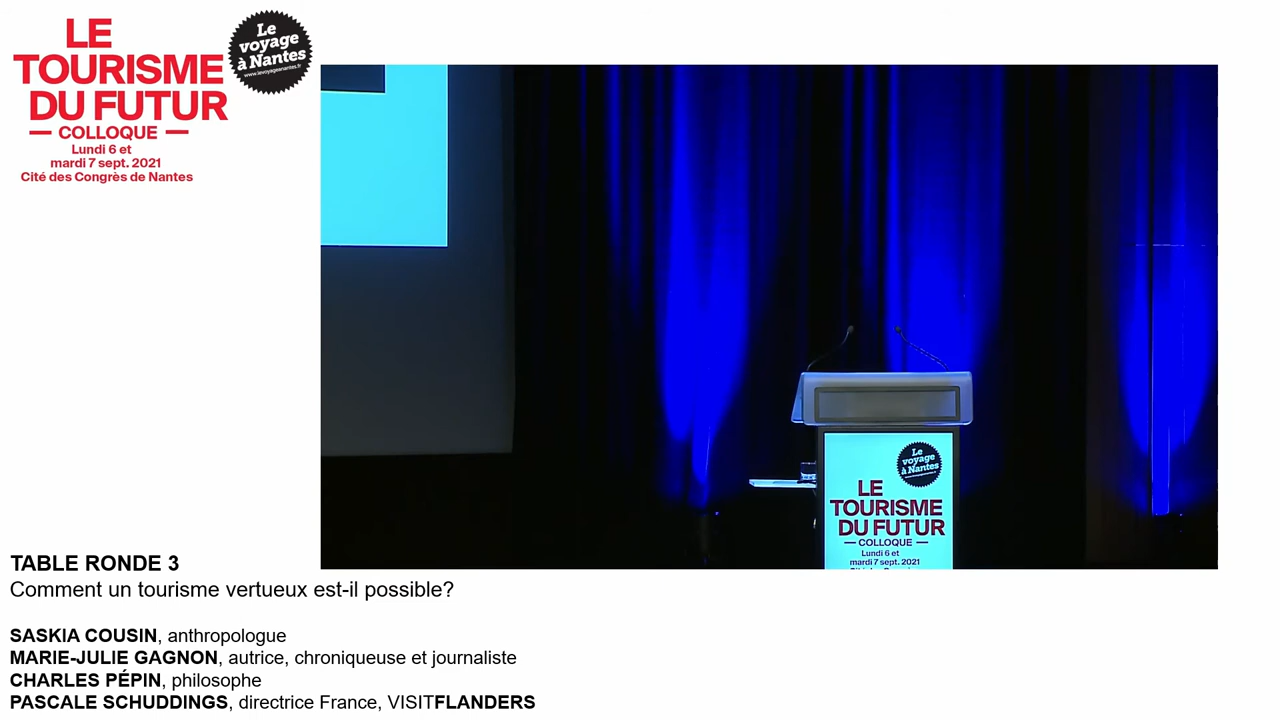 LE
TOURISME
DU FUTUR
— COLLOQUE —
Lundi 6 et
mardi 7 sept. 2021
Cité des Congrès de Nantes
Le
voyage
à Nantes
www.levoyageanantes.fr
Le
voyage
à Nantes
LE
TOURISME
DU FUTUR
— COLLOQUE —
Lundi 6 et
mardi 7 sept. 2021
TABLE RONDE 3
Comment un tourisme vertueux est-il possible?
SASKIA COUSIN, anthropologue
MARIE-JULIE GAGNON, autrice, chroniqueuse et journaliste
CHARLES PÉPIN, philosophe
PASCALE SCHUDDINGS, directrice France, VISITFLANDERS